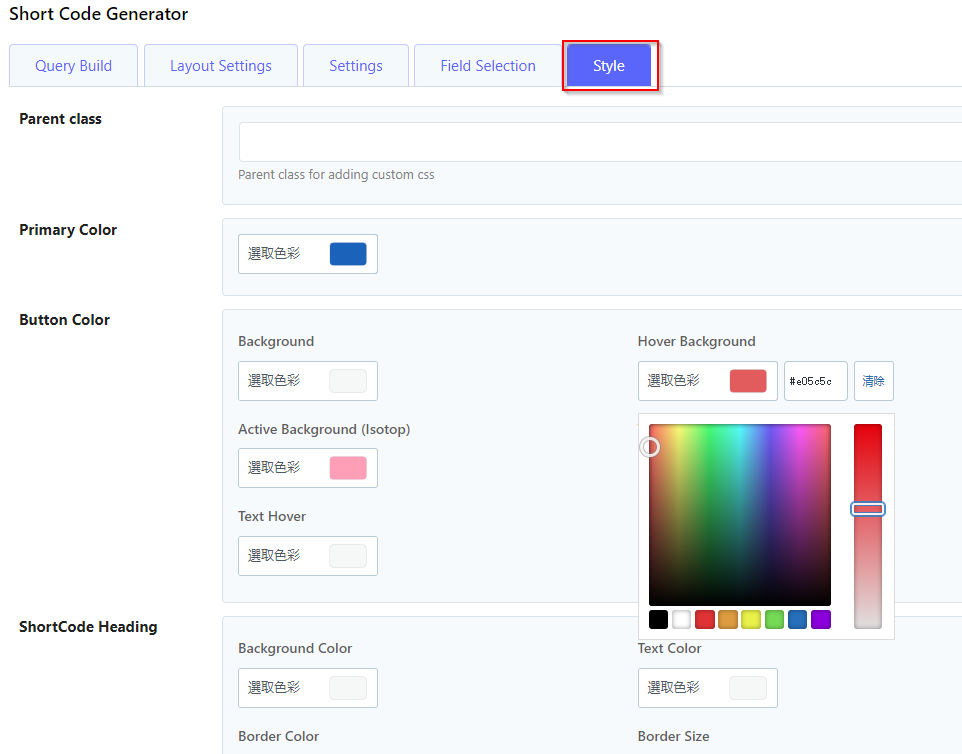 Short Code Generator
Query Build
Layout Settings
Settings
Field Selection
Style
Parent class
Parent class for adding custom css
Primary Color
選取色彩
Button Color
Background
Hover Background
選取色彩
選取色彩
#e05c5c
清除
Active Background (Isotop)
選取色彩
Text Hover
選取色彩
ShortCode Heading
Background Color
Text Color
選取色彩
選取色彩
Border Color
Border Size